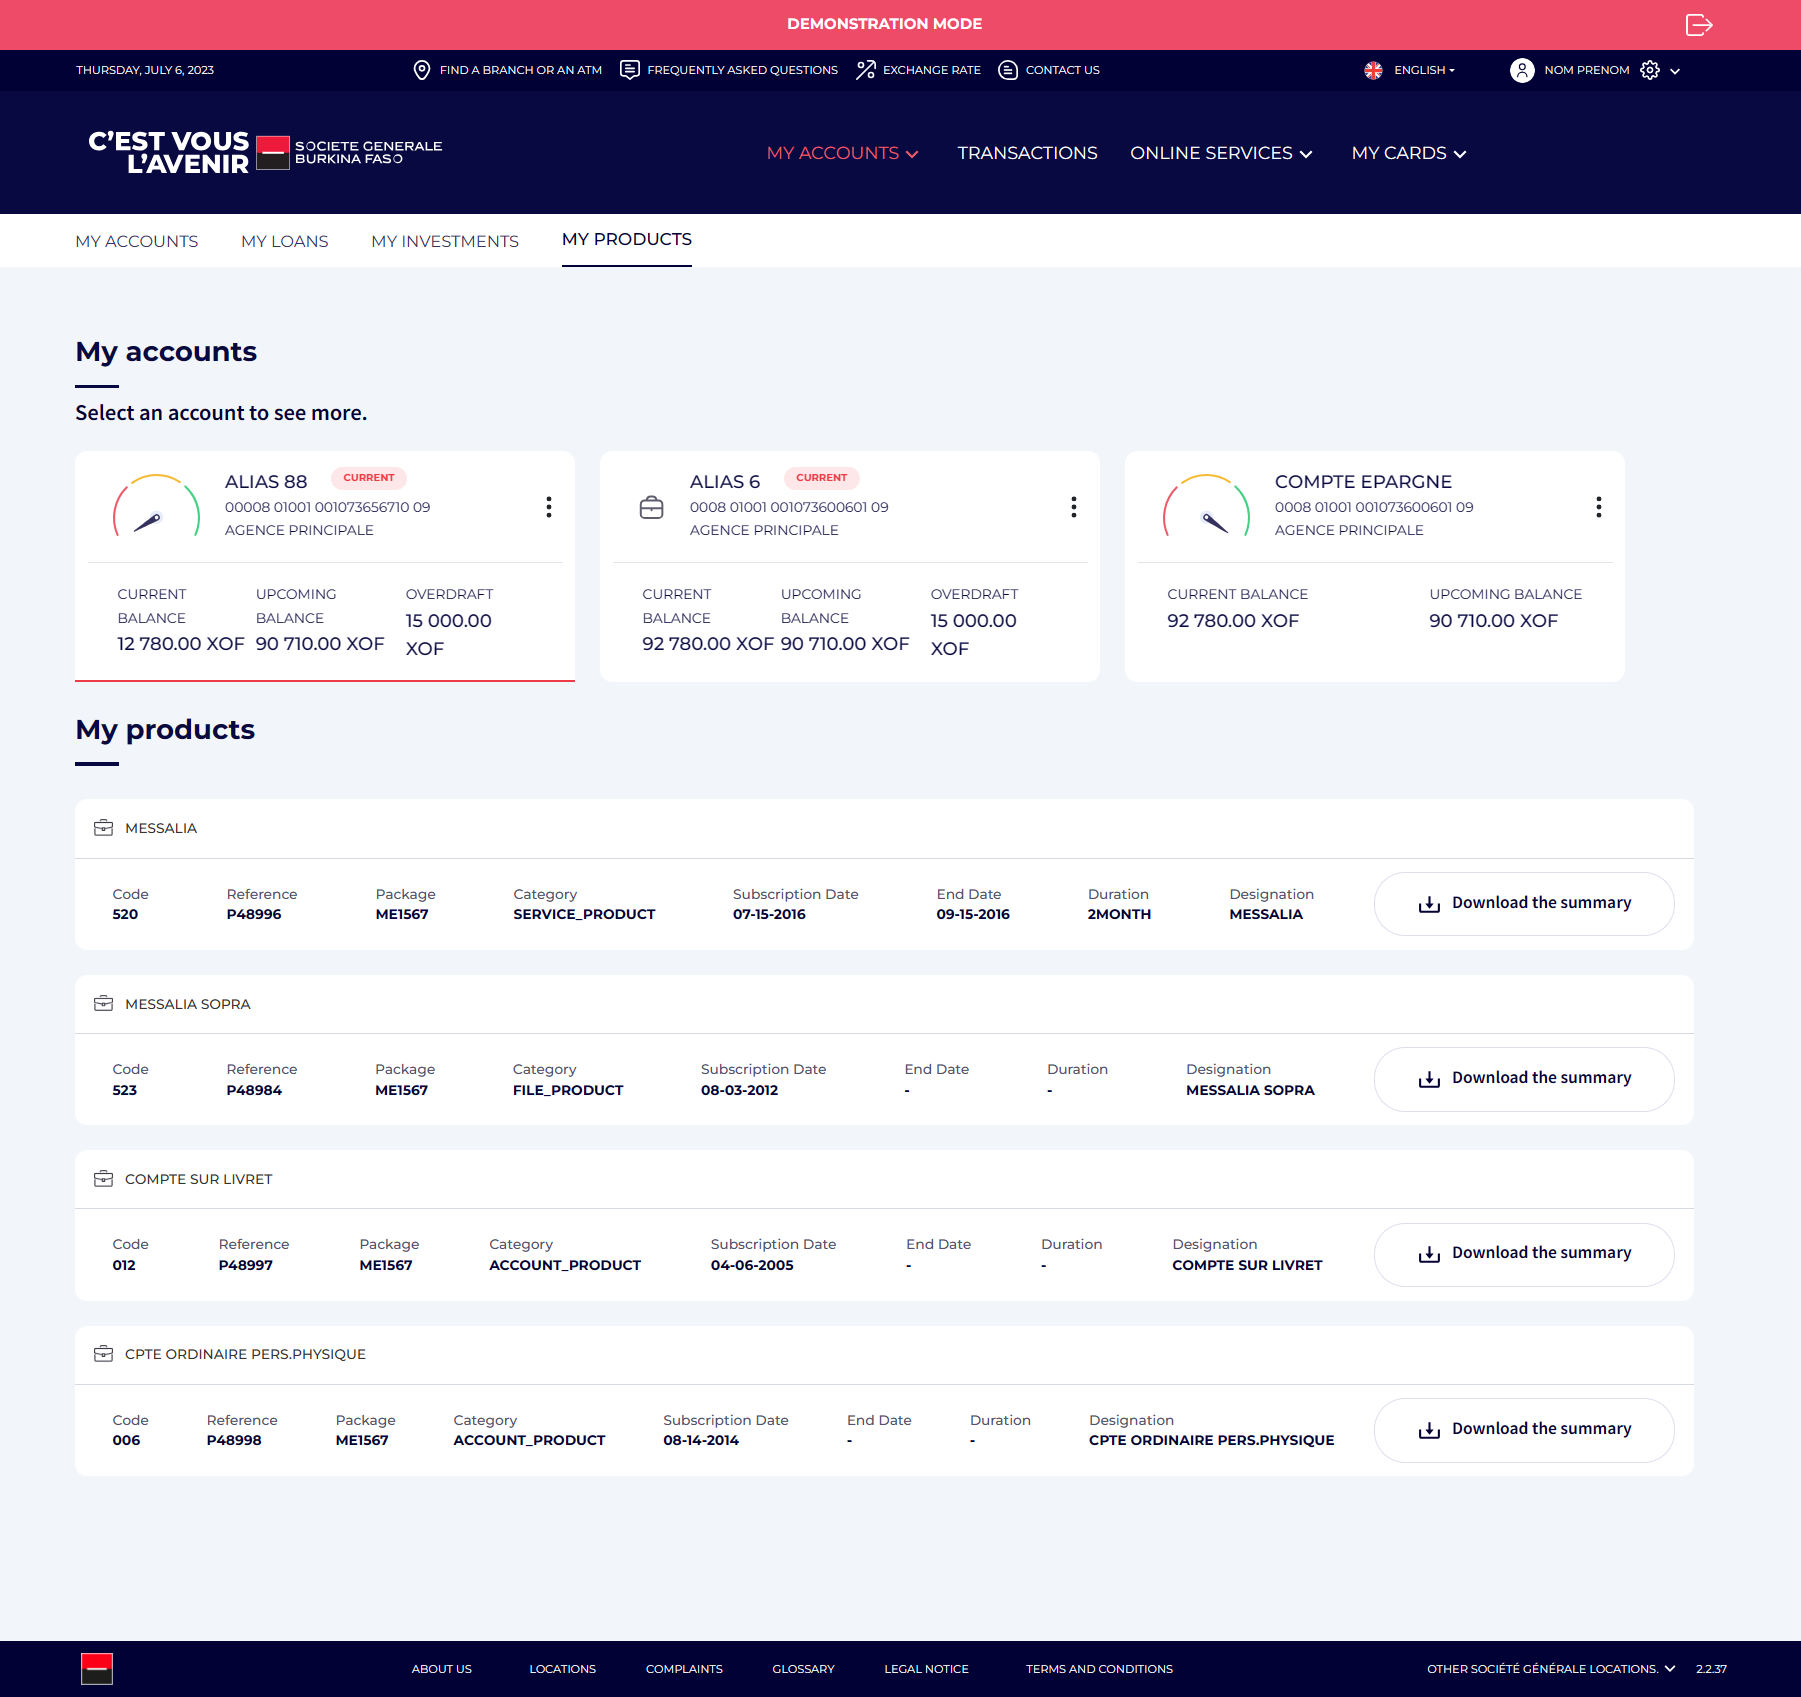 DEMONSTRATION MODE
THURSDAY, JULY 6, 2023
FIND A BRANCH OR AN ATM
FREQUENTLY ASKED QUESTIONS
EXCHANGE RATE
CONTACT US
ENGLISH
NOM PRENOM
C'EST VOUS
L'AVENIR
SOCIETE GENERALE
BURKINA FASO
MY ACCOUNTS
TRANSACTIONS
ONLINE SERVICES
MY CARDS
MY ACCOUNTS
MY LOANS
MY INVESTMENTS
MY PRODUCTS
My accounts
Select an account to see more.
ALIAS 88
CURRENT
00008 01001 001073656710 09
AGENCE PRINCIPALE
CURRENT BALANCE
12 780.00 XOF
UPCOMING BALANCE
90 710.00 XOF
OVERDRAFT
15 000.00 XOF
ALIAS 6
CURRENT
0008 01001 001073600601 09
AGENCE PRINCIPALE
CURRENT BALANCE
92 780.00 XOF
UPCOMING BALANCE
90 710.00 XOF
OVERDRAFT
15 000.00 XOF
COMPTE EPARGNE
0008 01001 001073600601 09
AGENCE PRINCIPALE
CURRENT BALANCE
92 780.00 XOF
UPCOMING BALANCE
90 710.00 XOF
My products
MESSALIA
Code Reference Package Category Subscription Date End Date Duration Designation
520 P48996 ME1567 SERVICE_PRODUCT 07-15-2016 09-15-2016 2MONTH MESSALIA
Download the summary
MESSALIA SOPRA
Code Reference Package Category Subscription Date End Date Duration Designation
523 P48984 ME1567 FILE_PRODUCT 08-03-2012 - - MESSALIA SOPRA
Download the summary
COMPTE SUR LIVRET
Code Reference Package Category Subscription Date End Date Duration Designation
012 P48997 ME1567 ACCOUNT_PRODUCT 04-06-2005 - - COMPTE SUR LIVRET
Download the summary
CPTE ORDINAIRE PERS.PHYSIQUE
Code Reference Package Category Subscription Date End Date Duration Designation
006 P48998 ME1567 ACCOUNT_PRODUCT 08-14-2014 - - CPTE ORDINAIRE PERS.PHYSIQUE
Download the summary
ABOUT US
LOCATIONS
COMPLAINTS
GLOSSARY
LEGAL NOTICE
TERMS AND CONDITIONS
OTHER SOCIÉTÉ GÉNÉRALE LOCATIONS.
2.2.37